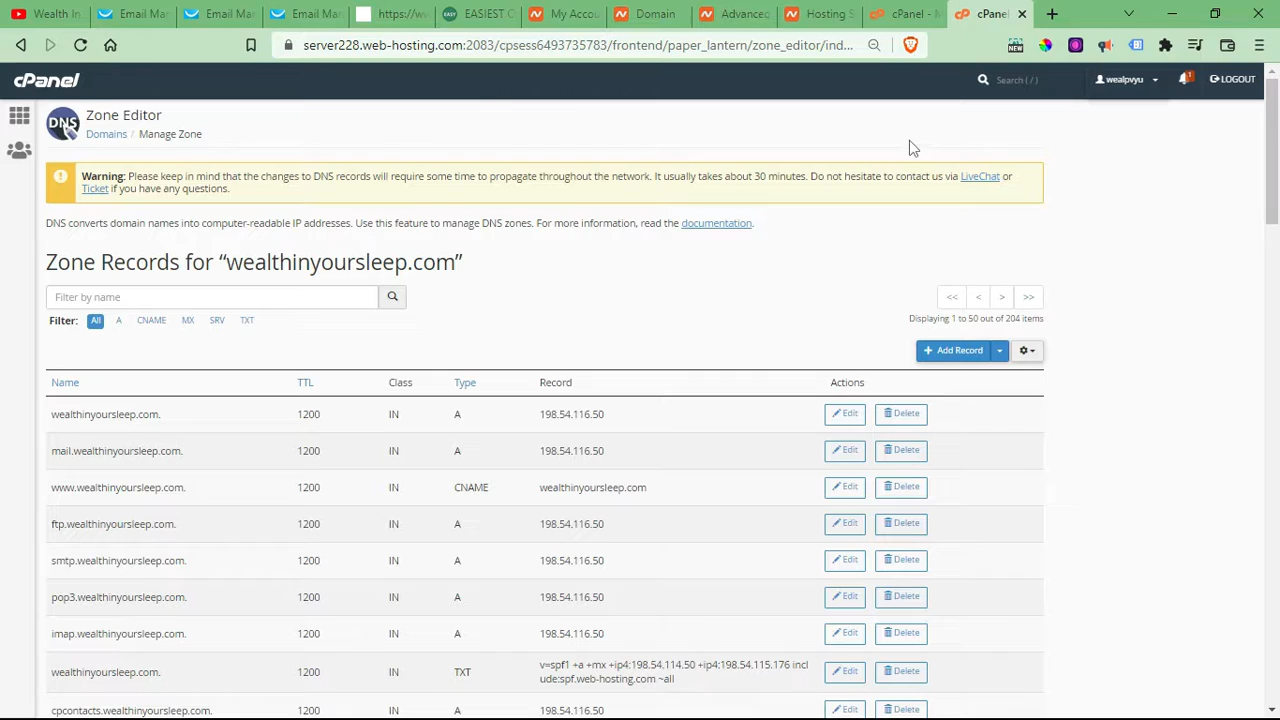 Wealth In
Email Mar
Email Mar
Email Mar
https://w
EASY
EASIEST C
My Accou
Domain
Advanced
Hosting S
cPanel - M
cPanel
server228.web-hosting.com:2083/cpsess6493735783/frontend/paper_lantern/zone_editor/ind...
NEW
cPanel
Search ( / )
wealpvyu
1
LOGOUT
DNS
Zone Editor
Domains / Manage Zone
Warning: Please keep in mind that the changes to DNS records will require some time to propagate throughout the network. It usually takes about 30 minutes. Do not hesitate to contact us via LiveChat or
Ticket if you have any questions.
DNS converts domain names into computer-readable IP addresses. Use this feature to manage DNS zones. For more information, read the documentation.
Zone Records for “wealthinyoursleep.com”
Filter by name
<< < > >>
Filter: All A CNAME MX SRV TXT
Displaying 1 to 50 out of 204 items
+ Add Record
Name TTL Class Type Record Actions
wealthinyoursleep.com. 1200 IN A 198.54.116.50 Edit Delete
mail.wealthinyoursleep.com. 1200 IN A 198.54.116.50 Edit Delete
www.wealthinyoursleep.com. 1200 IN CNAME wealthinyoursleep.com Edit Delete
ftp.wealthinyoursleep.com. 1200 IN A 198.54.116.50 Edit Delete
smtp.wealthinyoursleep.com. 1200 IN A 198.54.116.50 Edit Delete
pop3.wealthinyoursleep.com. 1200 IN A 198.54.116.50 Edit Delete
imap.wealthinyoursleep.com. 1200 IN A 198.54.116.50 Edit Delete
wealthinyoursleep.com. 1200 IN TXT v=spf1 +a +mx +ip4:198.54.114.50 +ip4:198.54.115.176 incl
ude:spf.web-hosting.com ~all Edit Delete
cpcontacts.wealthinyoursleep.com. 1200 IN A 198.54.116.50 Edit Delete